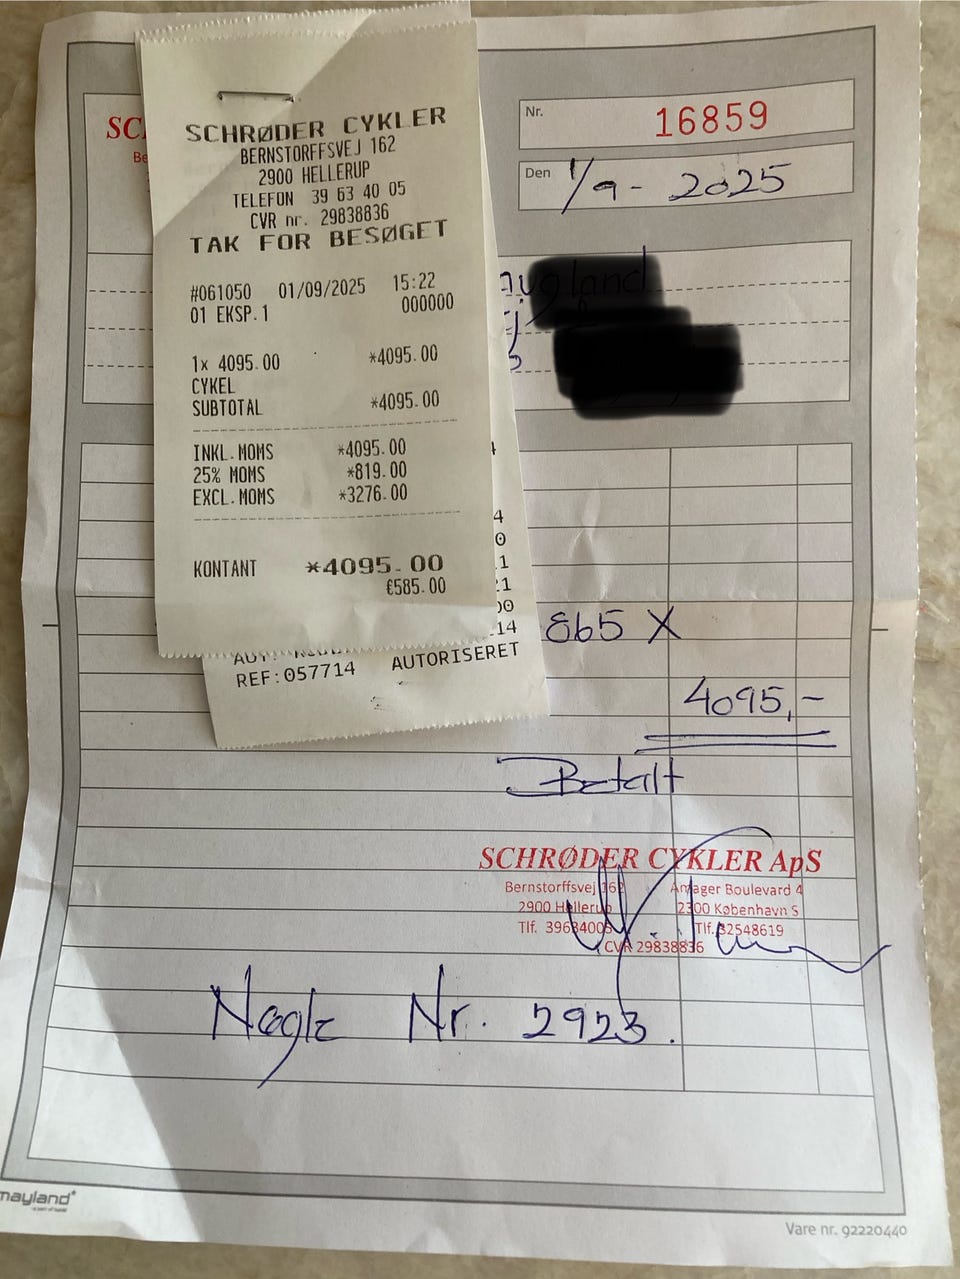 SCHRØDER CYKLER
BERNSTORFFSVEJ 162
2900 HELLERUP
TELEFON 39 63 40 05
CVR nr. 29838836
TAK FOR BESØGET
#061050 01/09/2025 15:22
01 EKSP.1 000000
1x 4095.00 *4095.00
CYKEL
SUBTOTAL *4095.00
INKL.MOMS *4095.00
25% MOMS *819.00
EXCL.MOMS *3276.00
KONTANT *4095.00
€585.00
REF:057714 AUTORISERET
Nr. 16859
Den 1/9 - 2025
865 X
4095,-
Betalt
SCHRØDER CYKLER ApS
Bernstorffsvej 162 Amager Boulevard 4
2900 Hellerup 2300 København S
Tlf. 39634005 Tlf. 32548619
CVR 29838836
Nøgle Nr. 2923.
mayland
Vare nr. 92220440